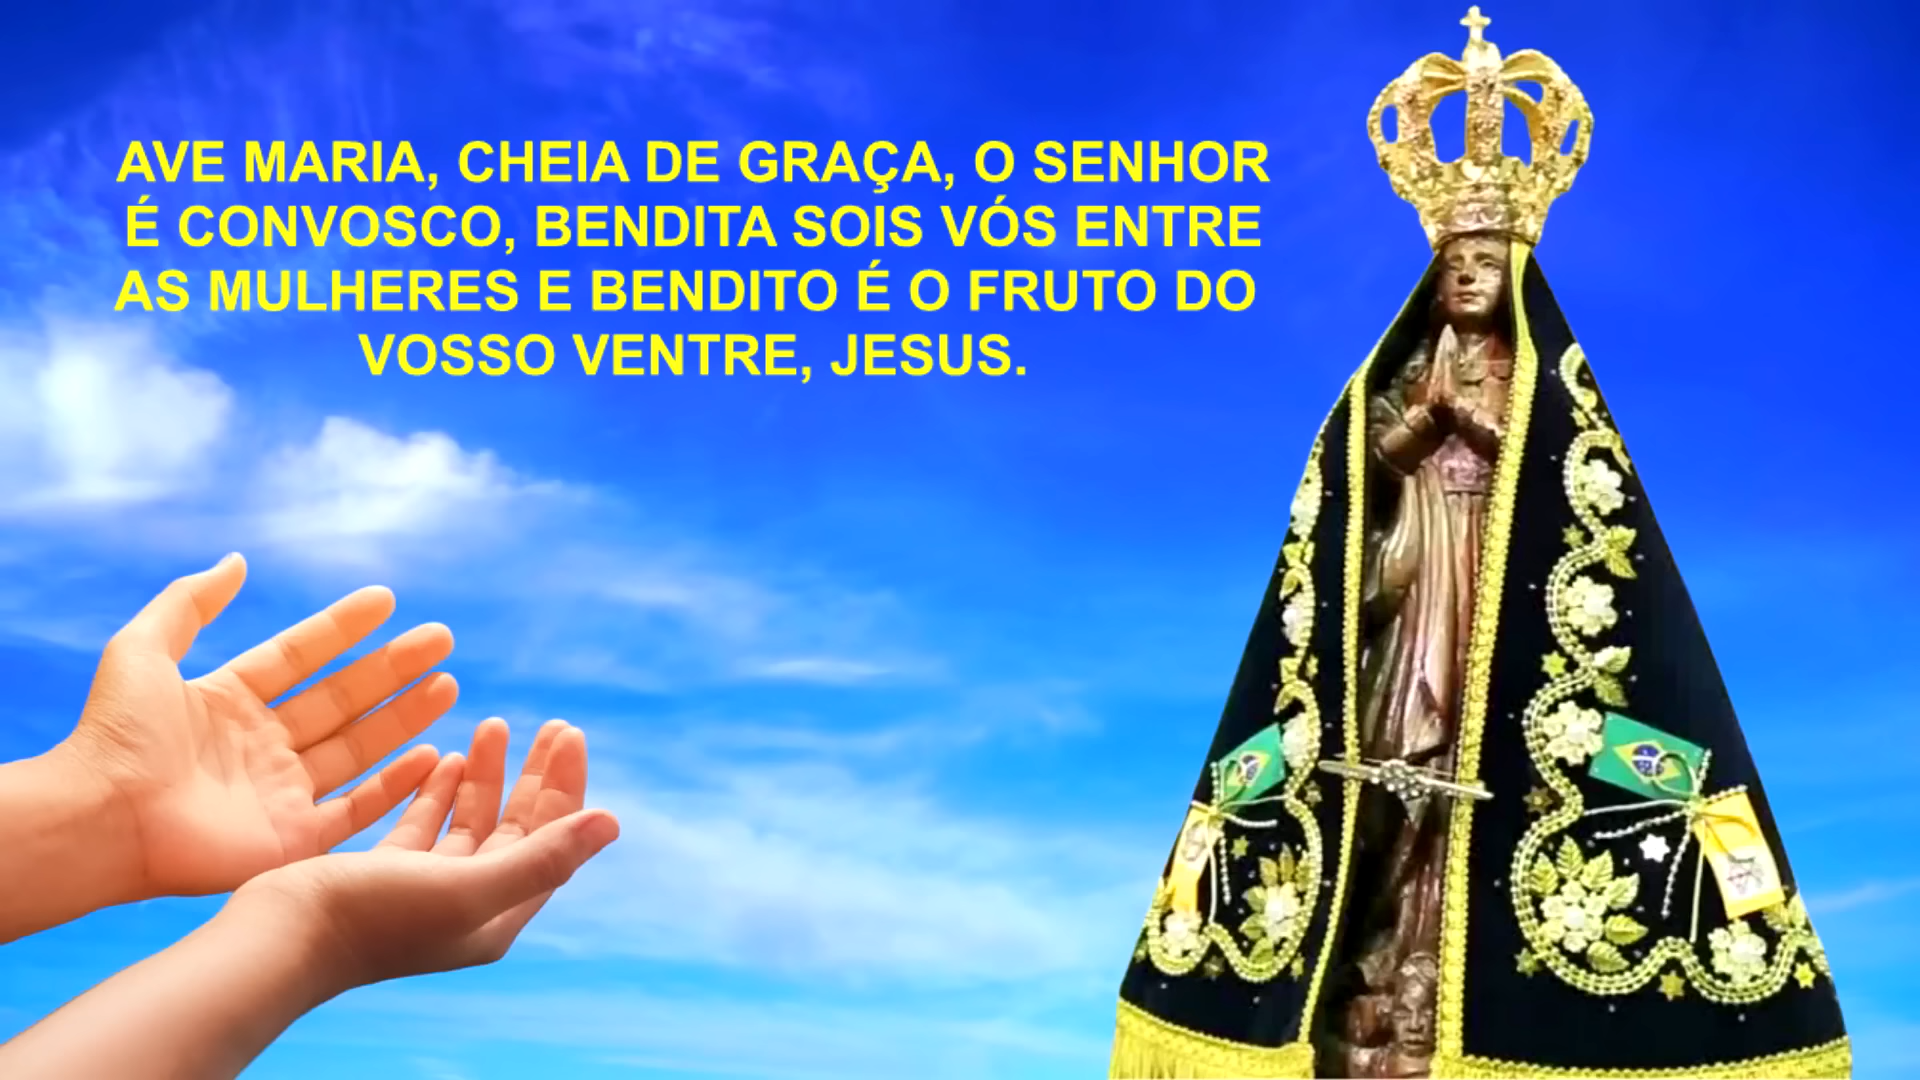 AVE MARIA, CHEIA DE GRAÇA, O SENHOR
É CONVOSCO, BENDITA SOIS VÓS ENTRE
AS MULHERES E BENDITO É O FRUTO DO
VOSSO VENTRE, JESUS.